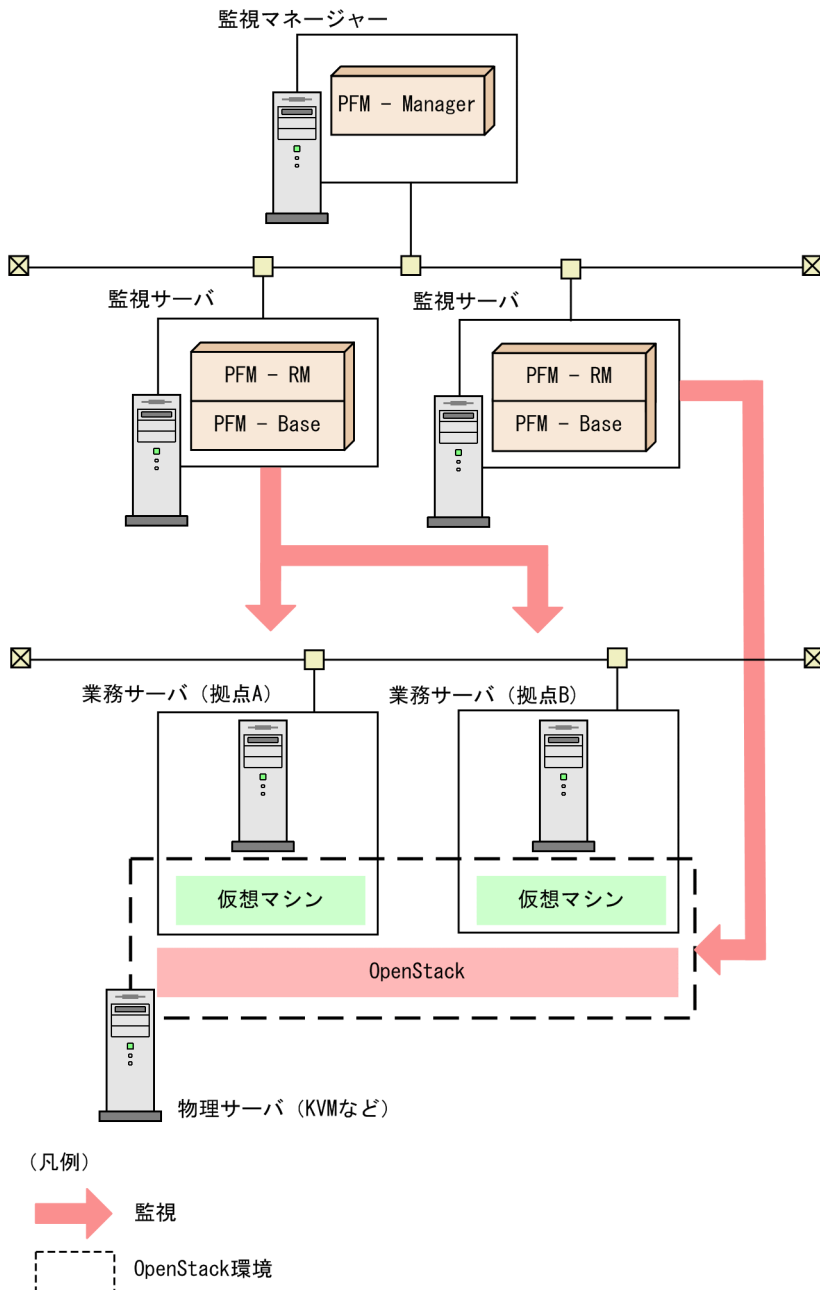 監視マネージャー
PFM - Manager
監視サーバ
監視サーバ
PFM - RM
PFM - Base
PFM - RM
PFM - Base
業務サーバ（拠点A）
業務サーバ（拠点B）
仮想マシン
仮想マシン
OpenStack
物理サーバ（KVMなど）
（凡例）
監視
OpenStack環境